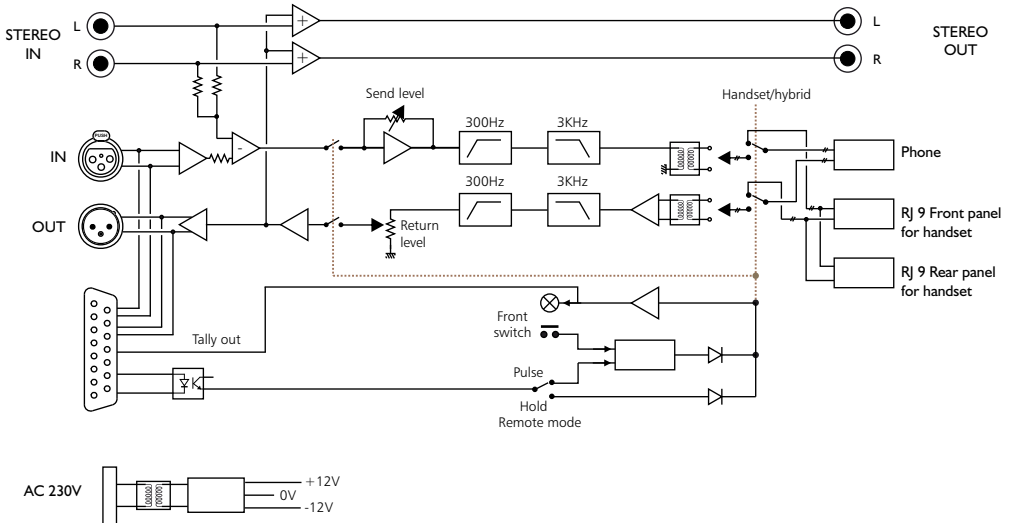 STEREO
IN
L
R
+
+
L
R
STEREO
OUT
Send level
Handset/hybrid
PUSH
IN
-
300Hz
3KHz
Phone
OUT
300Hz
3KHz
Return
level
RJ 9 Front panel
for handset
RJ 9 Rear panel
for handset
Tally out
Front
switch
Pulse
Hold
Remote mode
AC 230V
+12V
0V
-12V